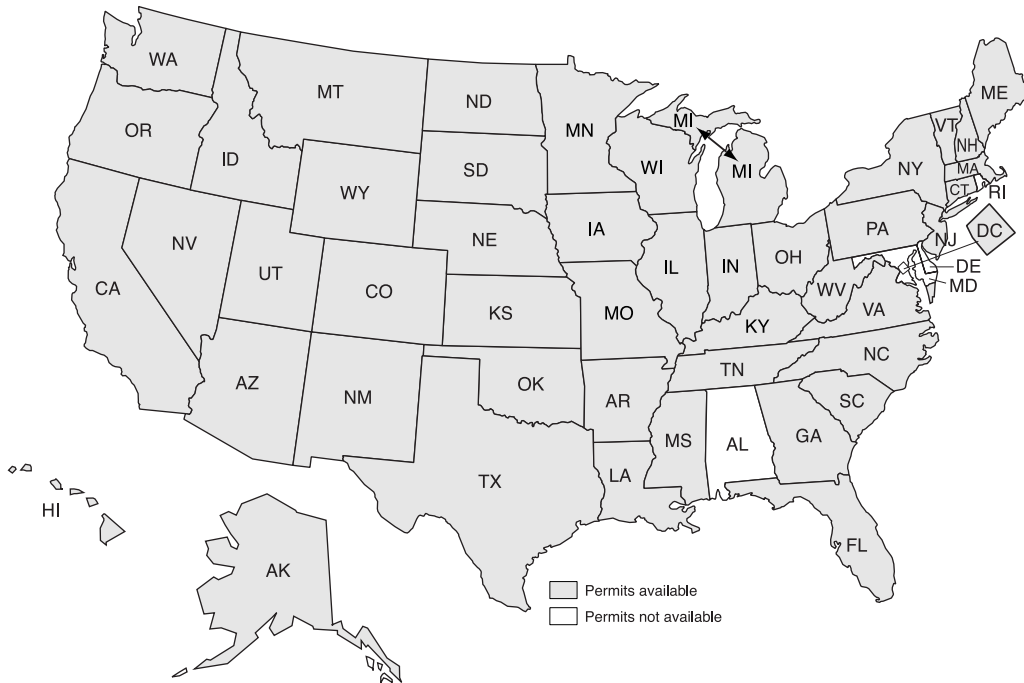 WA
MT
ND
MN
ME
OR
ID
SD
WI
MI
MI
VT
NH
NY
MA
CT
RI
WY
IA
NE
PA
NJ
DC
NV
UT
CO
IL
IN
OH
DE
MD
CA
KS
MO
WV
VA
KY
AZ
NM
OK
AR
TN
NC
SC
MS
AL
GA
TX
LA
FL
HI
AK
Permits available
Permits not available